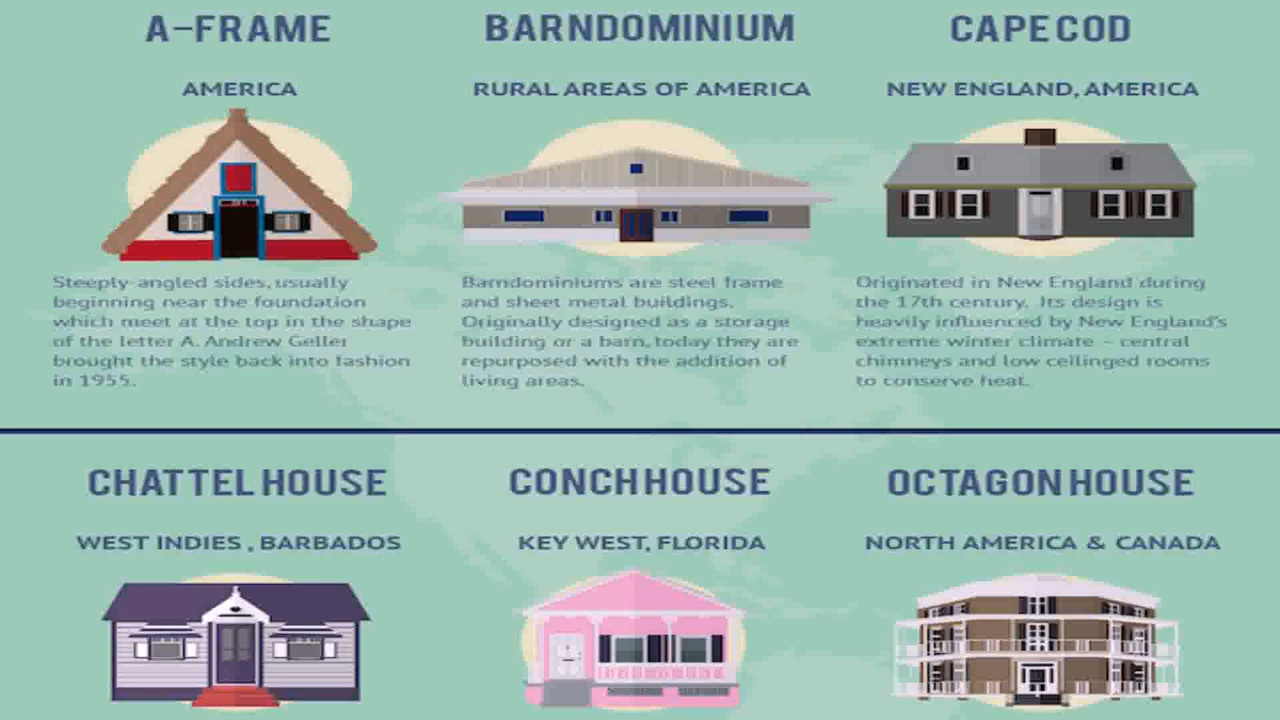 A-FRAME
AMERICA
Steeply-angled sides, usually
beginning near the foundation
which meet at the top in the shape
of the letter A. Andrew Geller
brought the style back into fashion
in 1955.
BARNDOMINIUM
RURAL AREAS OF AMERICA
Barndominiums are steel frame
and sheet metal buildings.
Originally designed as a storage
building or a barn, today they are
repurposed with the addition of
living areas.
CAPE COD
NEW ENGLAND, AMERICA
Originated in New England during
the 17th century. Its design is
heavily influenced by New England's
extreme winter climate – central
chimneys and low ceilinged rooms
to conserve heat.
CHATTEL HOUSE
WEST INDIES , BARBADOS
CONCH HOUSE
KEY WEST, FLORIDA
OCTAGON HOUSE
NORTH AMERICA & CANADA